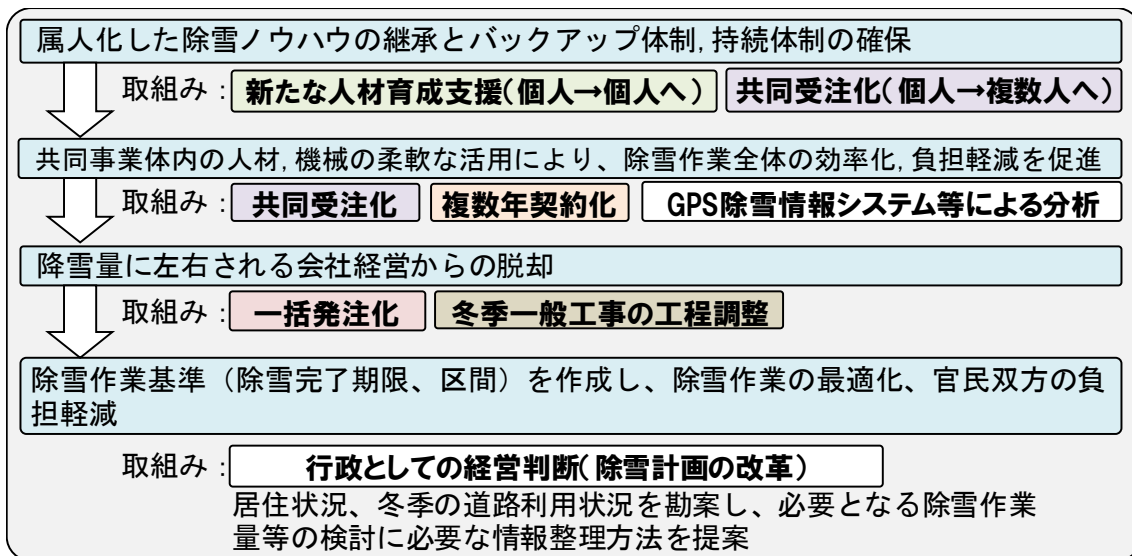 属人化した除雪ノウハウの継承とバックアップ体制,持続体制の確保
取組み：新たな人材育成支援(個人→個人へ) 共同受注化(個人→複数人へ)
共同事業体内の人材,機械の柔軟な活用により、除雪作業全体の効率化,負担軽減を促進
取組み：共同受注化 複数年契約化 GPS除雪情報システム等による分析
降雪量に左右される会社経営からの脱却
取組み：一括発注化 冬季一般工事の工程調整
除雪作業基準（除雪完了期限、区間）を作成し、除雪作業の最適化、官民双方の負
担軽減
取組み：行政としての経営判断(除雪計画の改革)
居住状況、冬季の道路利用状況を勘案し、必要となる除雪作業
量等の検討に必要な情報整理方法を提案